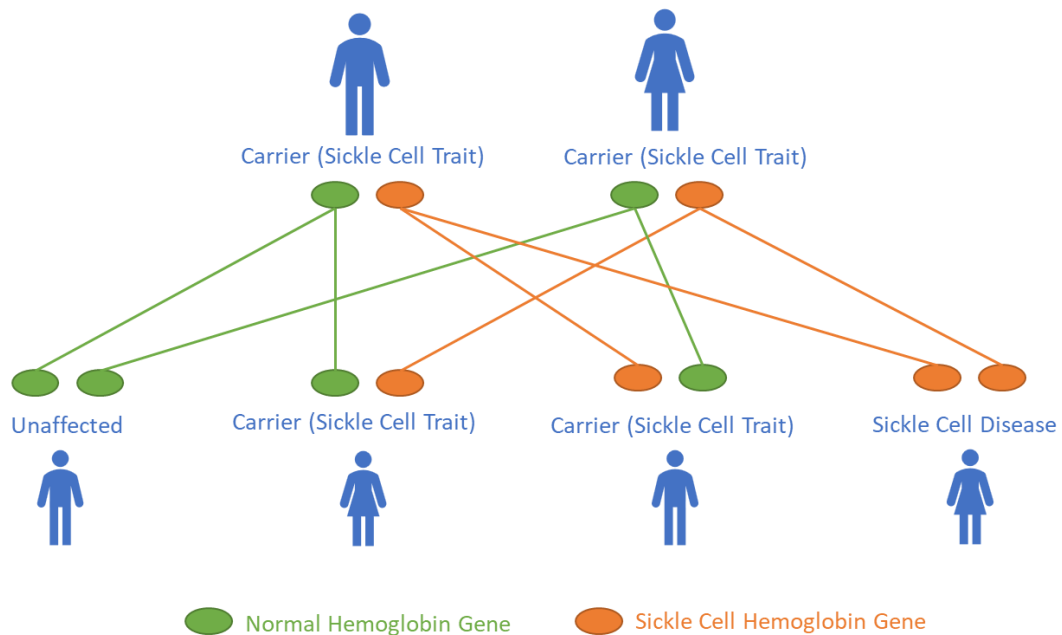 Carrier (Sickle Cell Trait)
Carrier (Sickle Cell Trait)
Unaffected
Carrier (Sickle Cell Trait)
Carrier (Sickle Cell Trait)
Sickle Cell Disease
Normal Hemoglobin Gene
Sickle Cell Hemoglobin Gene